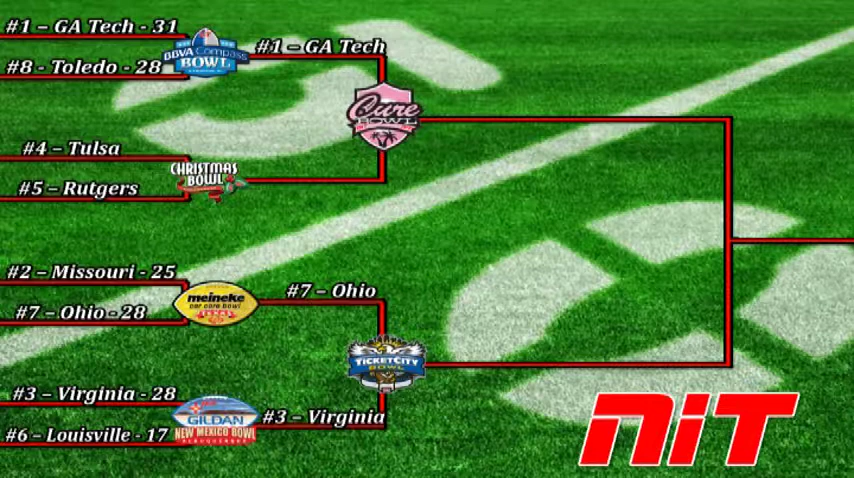 #1 – GA Tech - 31
#8 - Toledo - 28
BBVA Compass
BOWL
#1 – GA Tech
Cure
BOWL
#4 – Tulsa
#5 – Rutgers
CHRISTMAS
BOWL
#2 – Missouri - 25
#7 – Ohio - 28
meineke
car care bowl
TEXAS
#7 – Ohio
TICKETCITY
BOWL
#3 – Virginia - 28
#6 – Louisville - 17
GILDAN
NEW MEXICO BOWL
ALBUQUERQUE
#3 – Virginia
NiT